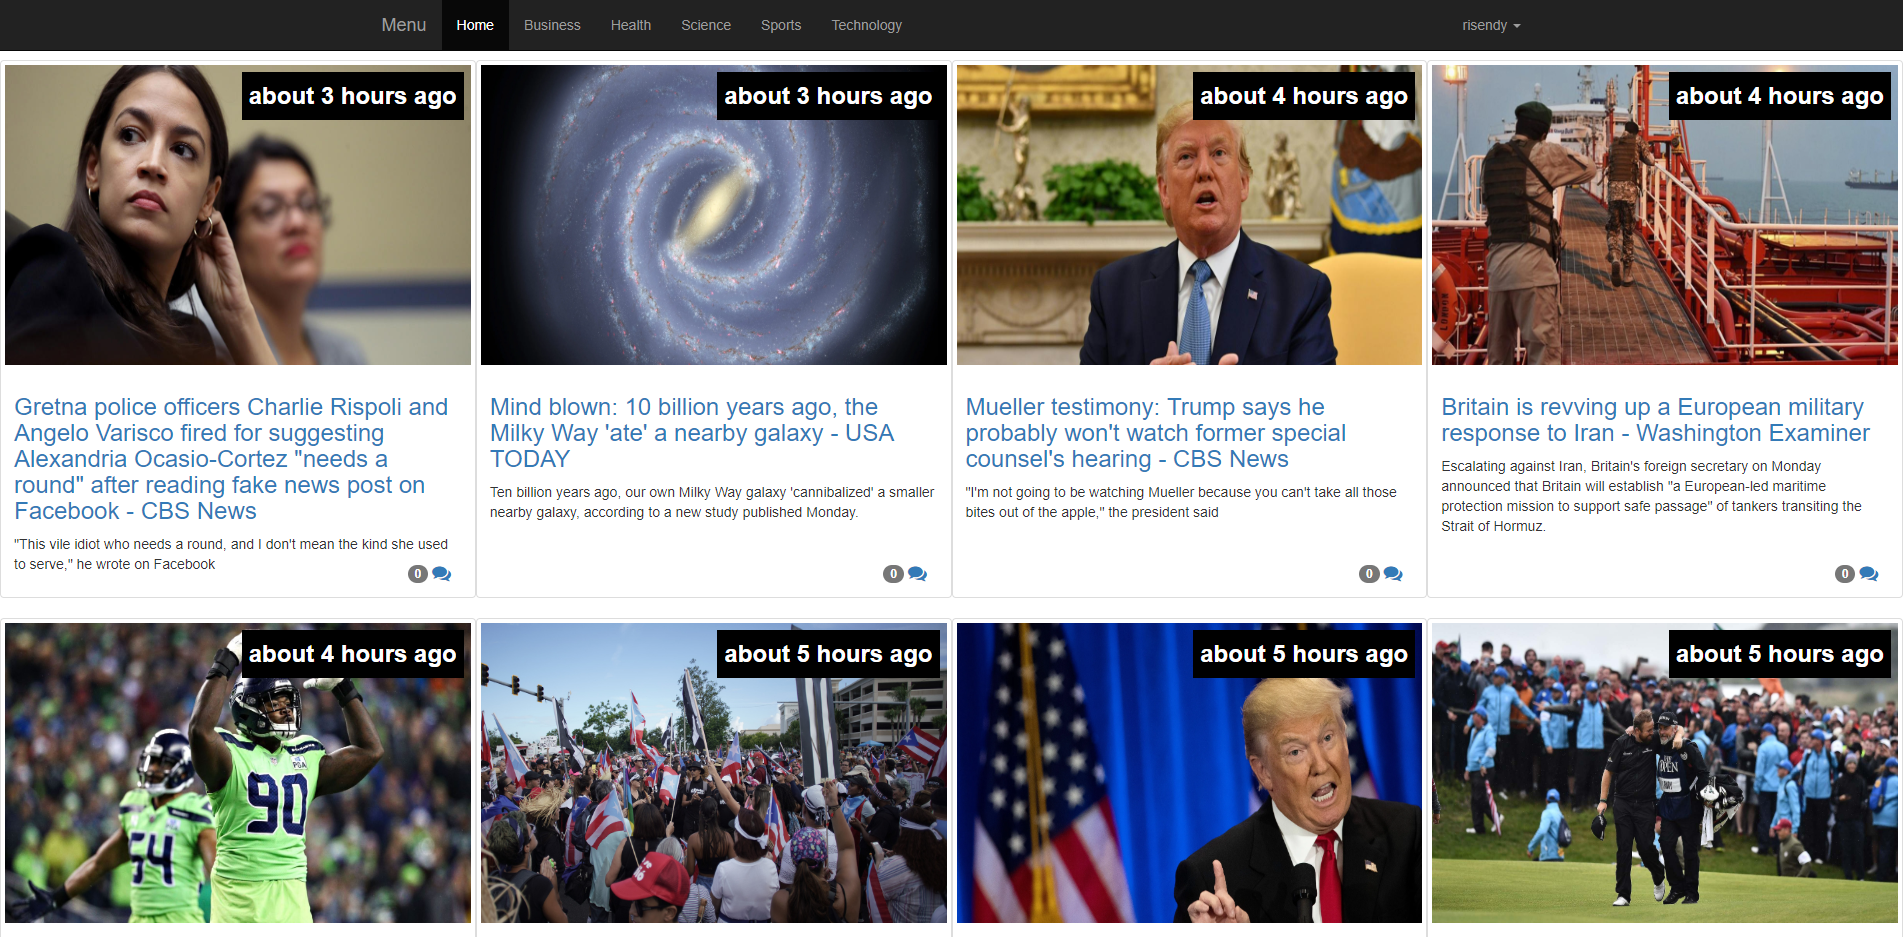 Menu Home Business Health Science Sports Technology risendy
about 3 hours ago
Gretna police officers Charlie Rispoli and
Angelo Varisco fired for suggesting
Alexandria Ocasio-Cortez "needs a
round" after reading fake news post on
Facebook - CBS News
"This vile idiot who needs a round, and I don't mean the kind she used
to serve," he wrote on Facebook
0
about 3 hours ago
Mind blown: 10 billion years ago, the
Milky Way 'ate' a nearby galaxy - USA
TODAY
Ten billion years ago, our own Milky Way galaxy 'cannibalized' a smaller
nearby galaxy, according to a new study published Monday.
0
about 4 hours ago
Mueller testimony: Trump says he
probably won't watch former special
counsel's hearing - CBS News
"I'm not going to be watching Mueller because you can't take all those
bites out of the apple," the president said
0
about 4 hours ago
Britain is revving up a European military
response to Iran - Washington Examiner
Escalating against Iran, Britain's foreign secretary on Monday
announced that Britain will establish "a European-led maritime
protection mission to support safe passage" of tankers transiting the
Strait of Hormuz.
0
about 4 hours ago
54
90
about 5 hours ago
about 5 hours ago
about 5 hours ago